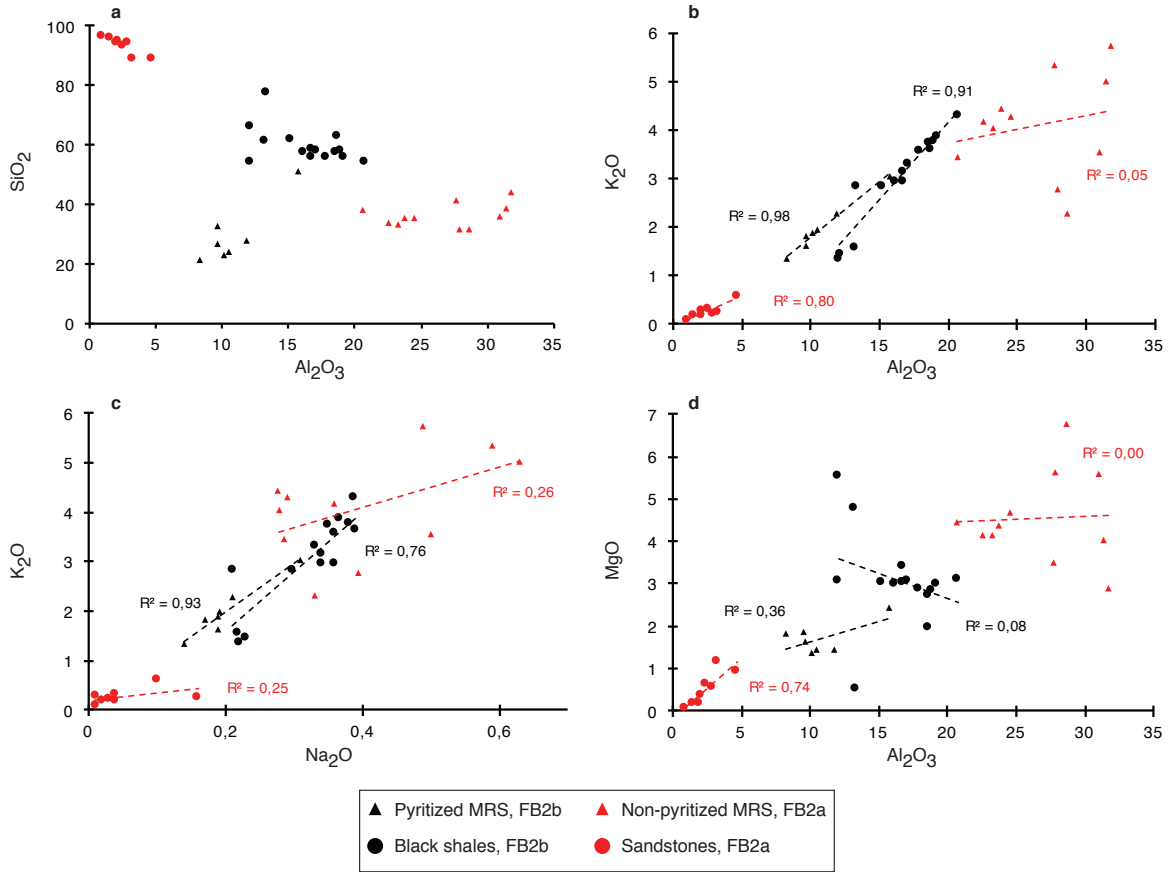 a
100
80
60
40
20
0
SiO2
0 5 10 15 20 25 30 35
Al2O3
b
6
5
4
3
2
1
0
K2O
R² = 0,91
R² = 0,05
R² = 0,98
R² = 0,80
0 5 10 15 20 25 30 35
Al2O3
c
6
5
4
3
2
1
0
K2O
R² = 0,26
R² = 0,76
R² = 0,93
R² = 0,25
0 0,2 0,4 0,6
Na2O
d
7
6
5
4
3
2
1
0
MgO
R² = 0,00
R² = 0,36
R² = 0,08
R² = 0,74
0 5 10 15 20 25 30 35
Al2O3
Pyritized MRS, FB2b
Non-pyritized MRS, FB2a
Black shales, FB2b
Sandstones, FB2a